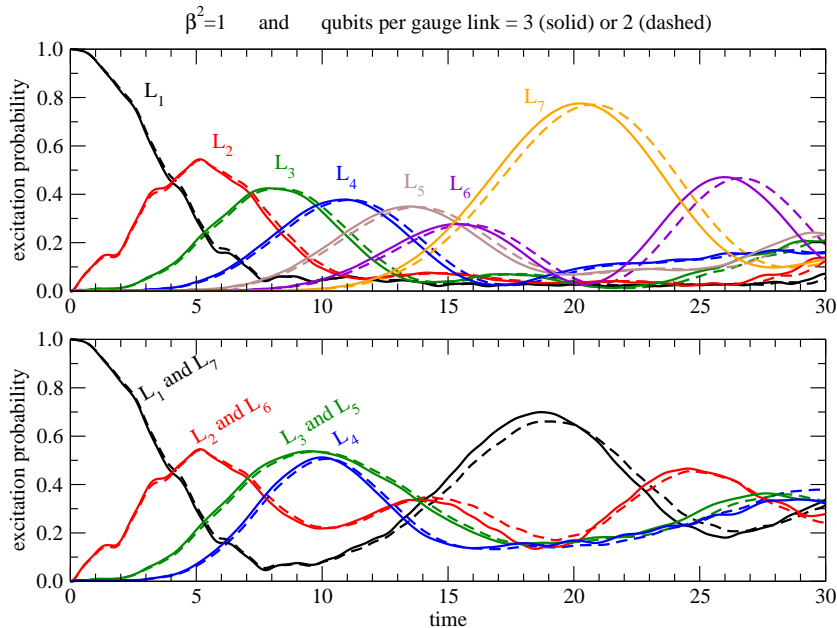 β²=1 and qubits per gauge link = 3 (solid) or 2 (dashed)
excitation probability
1.0
0.8
0.6
0.4
0.2
0.0
L₁
L₂
L₃
L₄
L₅
L₆
L₇
0 5 10 15 20 25 30
excitation probability
1.0
0.8
0.6
0.4
0.2
0.0
L₁ and L₇
L₂ and L₆
L₃ and L₅
L₄
0 5 10 15 20 25 30
time